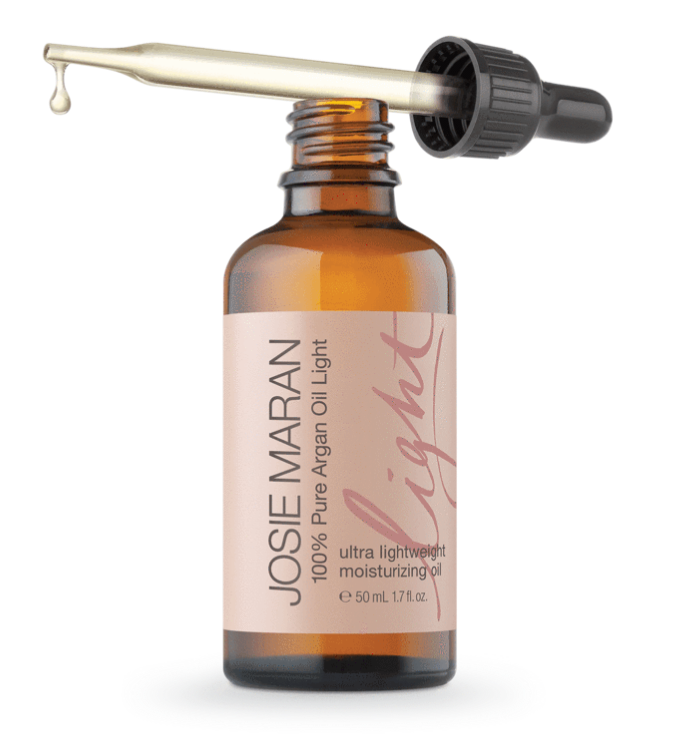 JOSIE MARAN
100% Pure Argan Oil Light
light
ultra lightweight
moisturizing oil
℮ 50 mL 1.7 fl. oz.